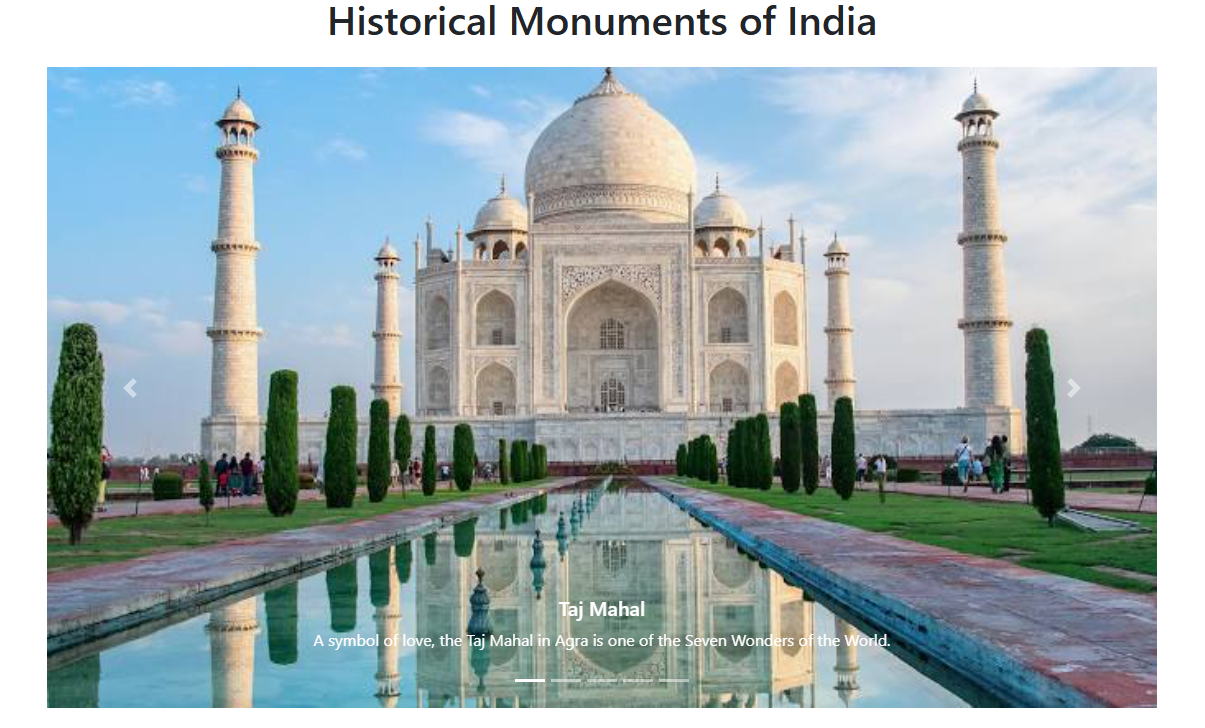 Historical Monuments of India
Taj Mahal
A symbol of love, the Taj Mahal in Agra is one of the Seven Wonders of the World.